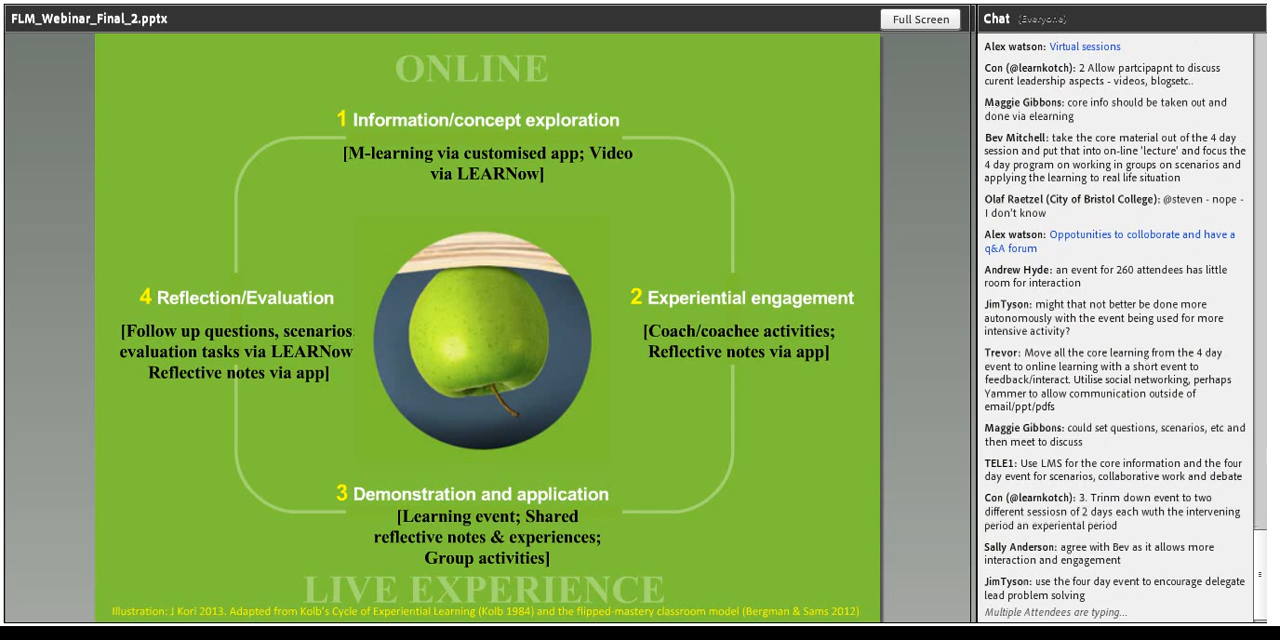 FLM_Webinar_Final_2.pptx
Full Screen
ONLINE
1 Information/concept exploration
[M-learning via customised app; Video
via LEARNow]
4 Reflection/Evaluation
[Follow up questions, scenarios
evaluation tasks via LEARNow
Reflective notes via app]
2 Experiential engagement
[Coach/coachee activities;
Reflective notes via app]
3 Demonstration and application
[Learning event; Shared
reflective notes & experiences;
Group activities]
LIVE EXPERIENCE
Illustration: J Kori 2013. Adapted from Kolb's Cycle of Experiential Learning (Kolb 1984) and the flipped-mastery classroom model (Bergman & Sams 2012)
Chat (Everyone)
Alex watson: Virtual sessions
Con (@learnkotch): 2 Allow partcipapnt to discuss
curent leadership aspects - videos, blogsetc..
Maggie Gibbons: core info should be taken out and
done via elearning
Bev Mitchell: take the core material out of the 4 day
session and put that into on-line 'lecture' and focus the
4 day program on working in groups on scenarios and
applying the learning to real life situation
Olaf Raetzel (City of Bristol College): @steven - nope -
I don't know
Alex watson: Oppotunities to colloborate and have a
q&A forum
Andrew Hyde: an event for 260 attendees has little
room for interaction
JimTyson: might that not better be done more
autonomously with the event being used for more
intensive activity?
Trevor: Move all the core learning from the 4 day
event to online learning with a short event to
feedback/interact. Utilise social networking, perhaps
Yammer to allow communication outside of
email/ppt/pdfs
Maggie Gibbons: could set questions, scenarios, etc and
then meet to discuss
TELE1: Use LMS for the core information and the four
day event for scenarios, collaborative work and debate
Con (@learnkotch): 3. Trinm down event to two
different sessiosn of 2 days each wuth the intervening
period an experiental period
Sally Anderson: agree with Bev as it allows more
interaction and engagement
JimTyson: use the four day event to encourage delegate
lead problem solving
Multiple Attendees are typing...